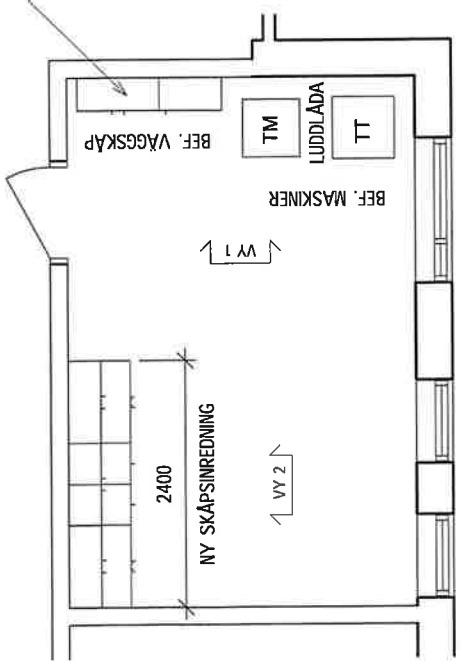 BEF. VÄGGSKÅP
TM
LUDDLÅDA
TT
BEF. MASKINER
VY 1
2400
NY SKÅPSINREDNING
VY 2